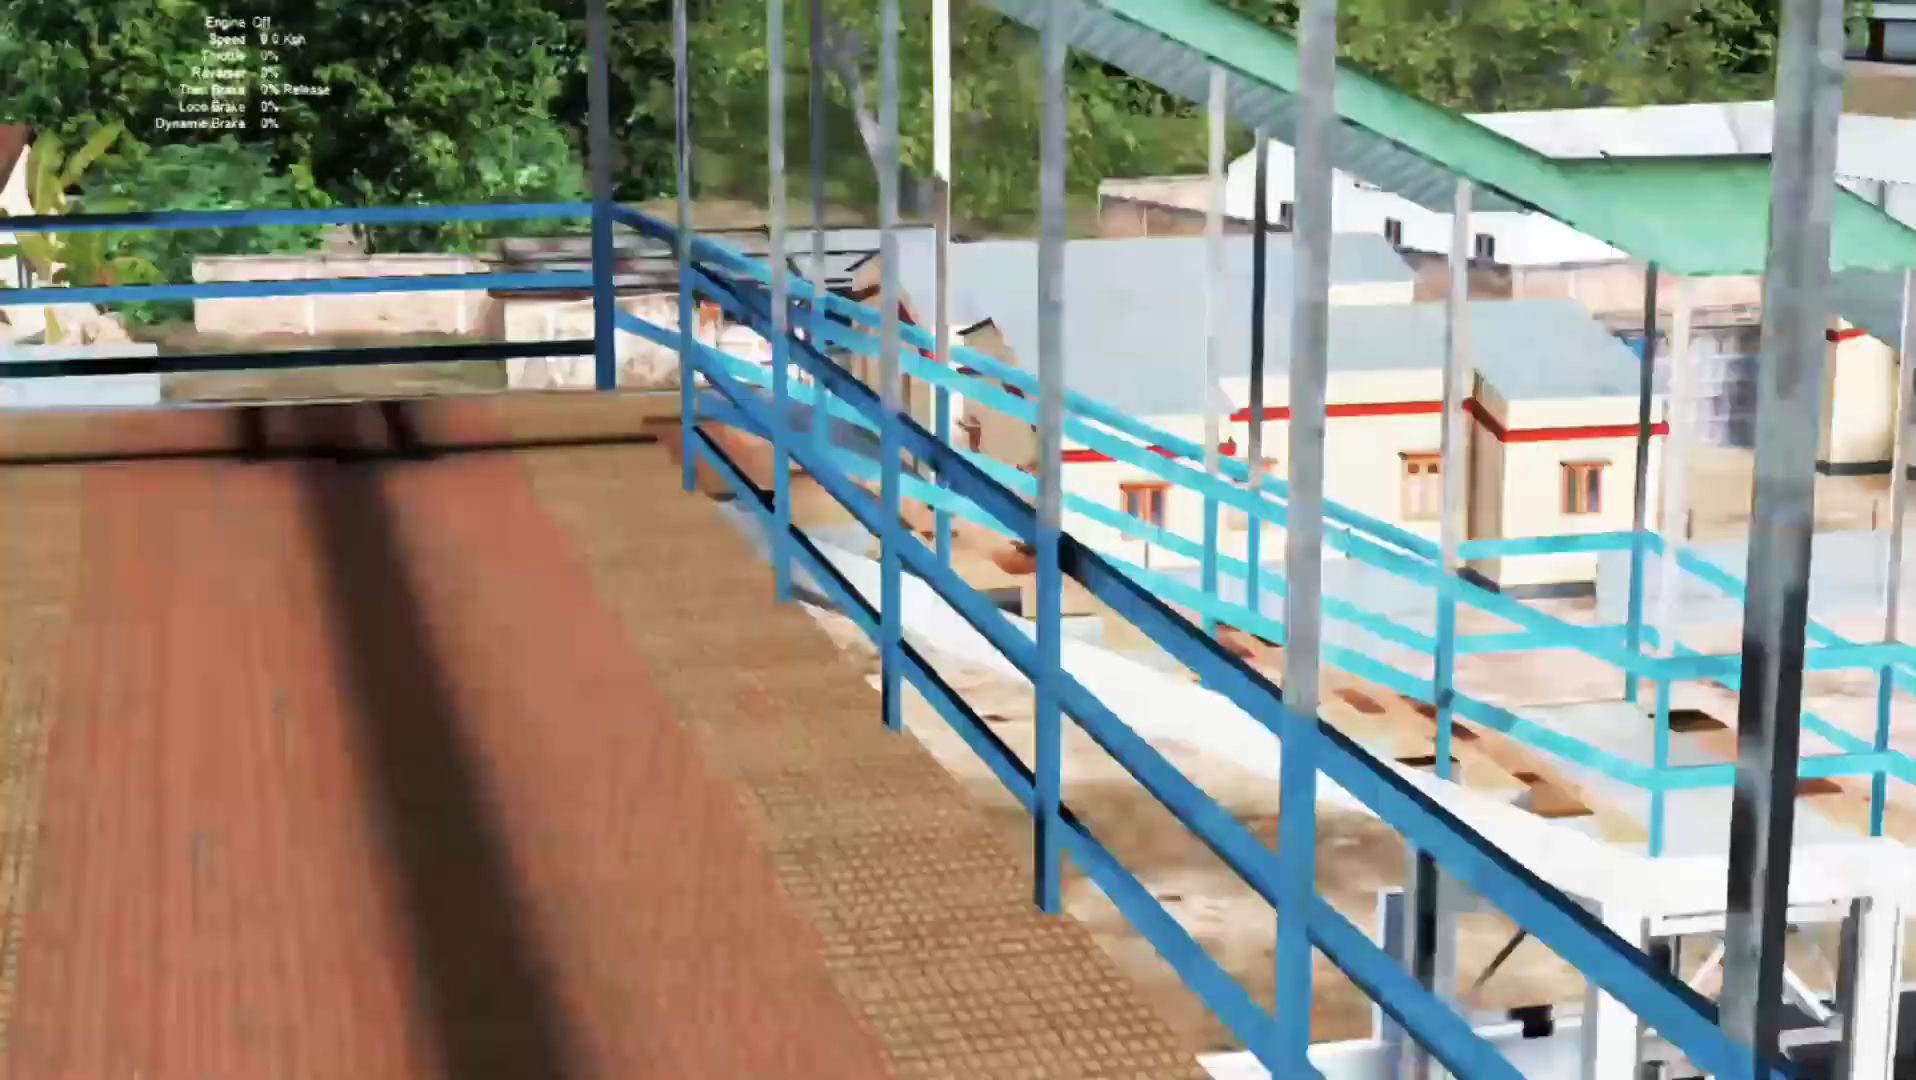 Engine Off
Speed 0.0 Kph
Throttle 0%
Reverser 0%
Train Brake 0% Release
Loco Brake 0%
Dynamic Brake 0%